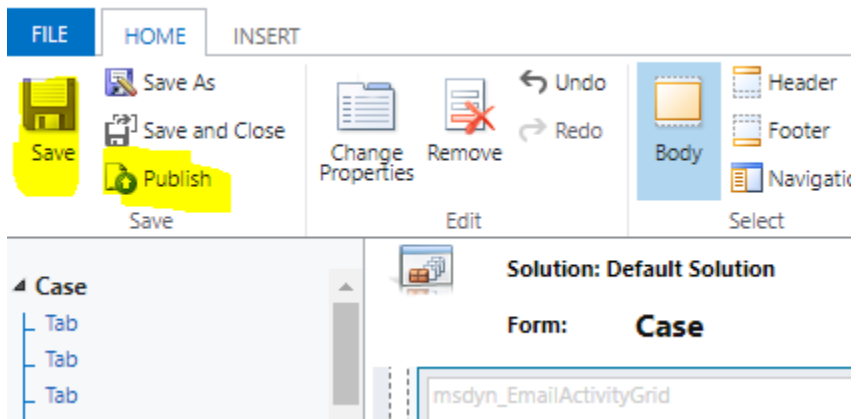 FILE HOME INSERT
Save
Save As
Save and Close
Publish
Save
Change
Properties
Remove
Undo
Redo
Edit
Body
Header
Footer
Navigatio
Select
Case
Tab
Tab
Tab
Solution: Default Solution
Form: Case
msdyn_EmailActivityGrid